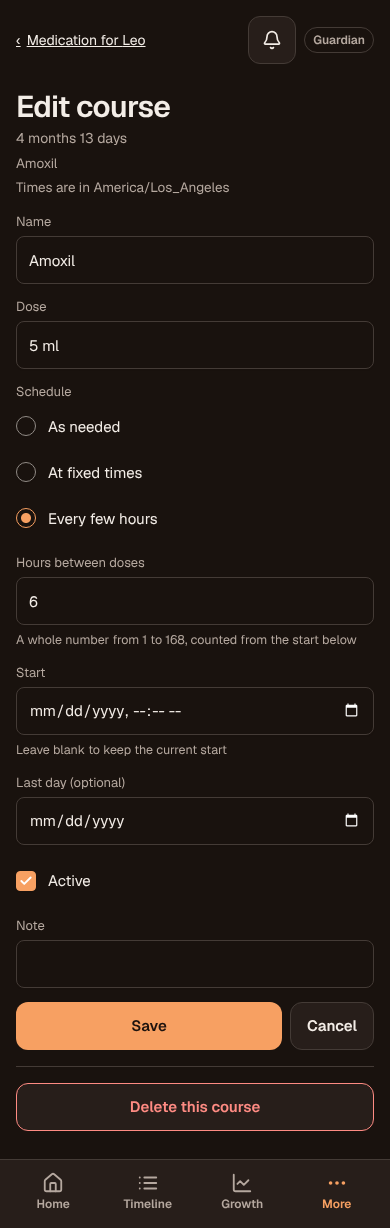 ‹ Medication for Leo
Guardian
Edit course
4 months 13 days
Amoxil
Times are in America/Los_Angeles
Name
Amoxil
Dose
5 ml
Schedule
As needed
At fixed times
Every few hours
Hours between doses
6
A whole number from 1 to 168, counted from the start below
Start
mm/dd/yyyy, --:-- --
Leave blank to keep the current start
Last day (optional)
mm/dd/yyyy
Active
Note
Save
Cancel
Delete this course
Home
Timeline
Growth
More